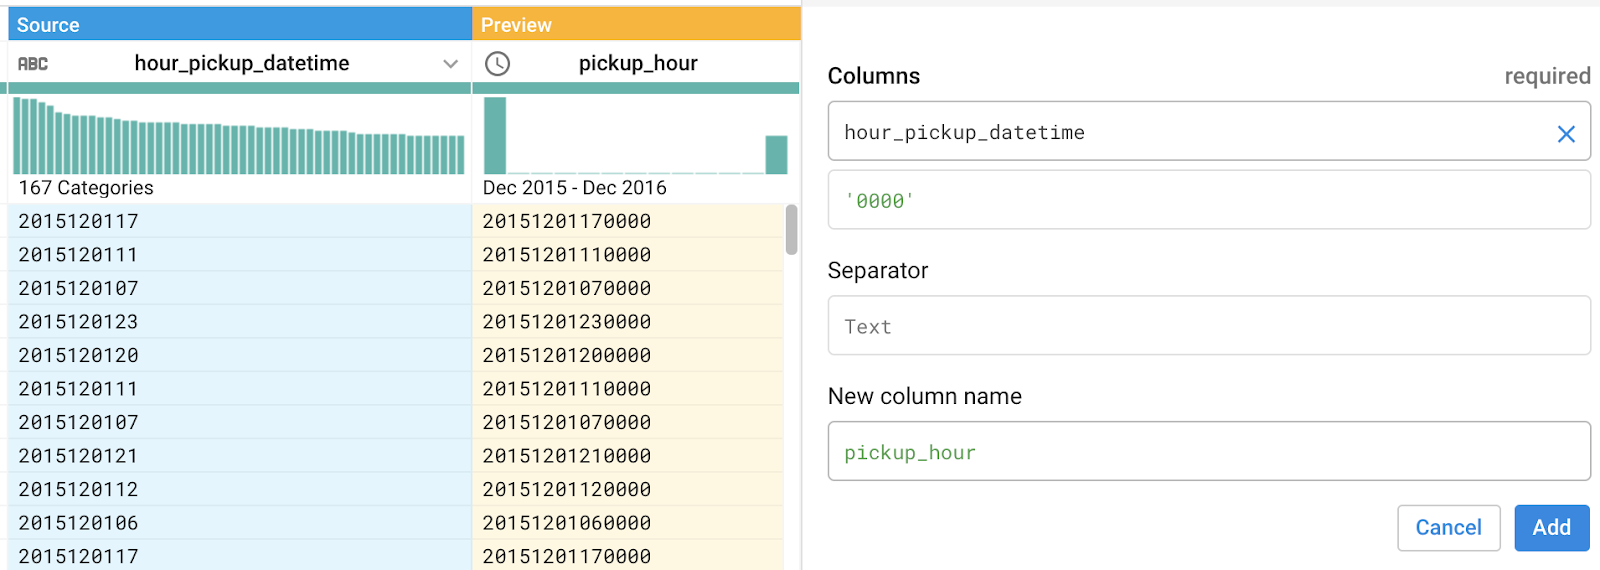 Source Preview
ABC hour_pickup_datetime pickup_hour
167 Categories Dec 2015 - Dec 2016
2015120117 20151201170000
2015120111 20151201110000
2015120107 20151201070000
2015120123 20151201230000
2015120120 20151201200000
2015120111 20151201110000
2015120107 20151201070000
2015120121 20151201210000
2015120112 20151201120000
2015120106 20151201060000
2015120117 20151201170000
Columns required
hour_pickup_datetime
'0000'
Separator
Text
New column name
pickup_hour
Cancel Add